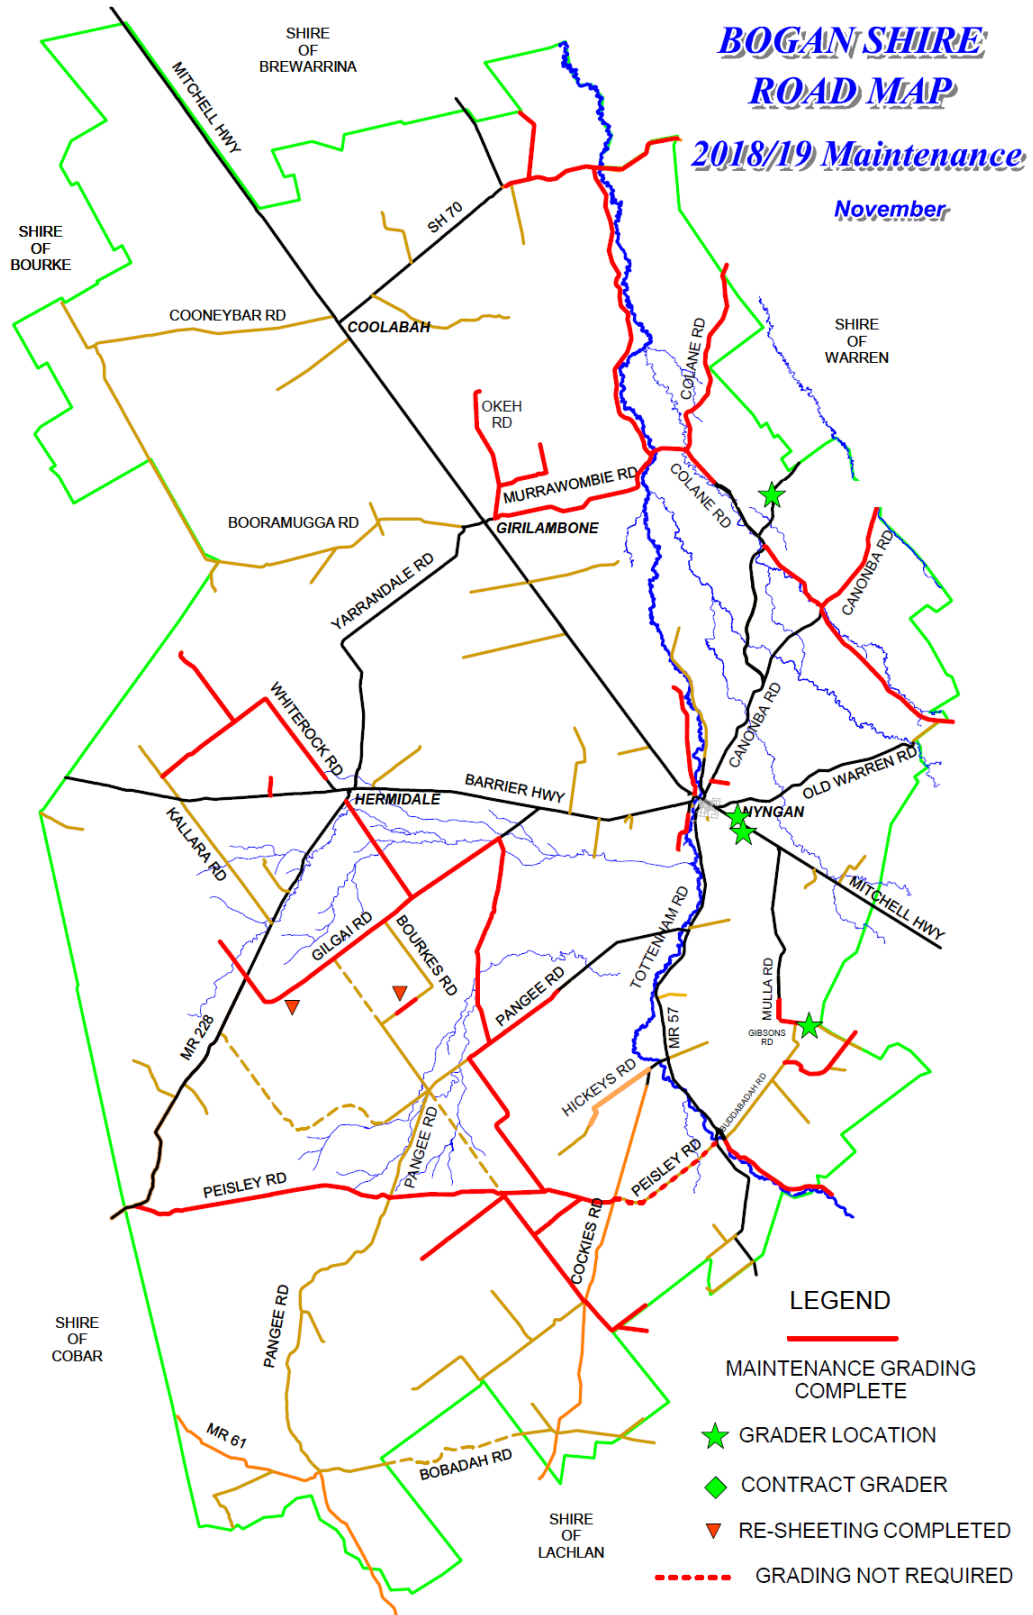 BOGAN SHIRE
ROAD MAP
2018/19 Maintenance
November
SHIRE
OF
BREWARRINA
MITCHELL HWY
SHIRE
OF
BOURKE
SH 70
COONEYBAR RD
COOLABAH
SHIRE
OF
WARREN
COLANE RD
OKEH
RD
MURRAWOMBIE RD
COLANE RD
BOORAMUGGA RD
GIRILAMBONE
YARRANDALE RD
CANONBA RD
WHITEROCK RD
CANONBA RD
OLD WARREN RD
BARRIER HWY
HERMIDALE
NYNGAN
KALLARA RD
MITCHELL HWY
GILGAI RD
BOURKES RD
TOTTENHAM RD
PANGEE RD
MULLA RD
MR 228
MR 57
GIBSONS
RD
HICKEYS RD
BUDDABADAH RD
PANGEE RD
PEISLEY RD
PEISLEY RD
COCKIES RD
PANGEE RD
SHIRE
OF
COBAR
MR 61
BOBADAH RD
SHIRE
OF
LACHLAN
LEGEND
MAINTENANCE GRADING
COMPLETE
GRADER LOCATION
CONTRACT GRADER
RE-SHEETING COMPLETED
GRADING NOT REQUIRED